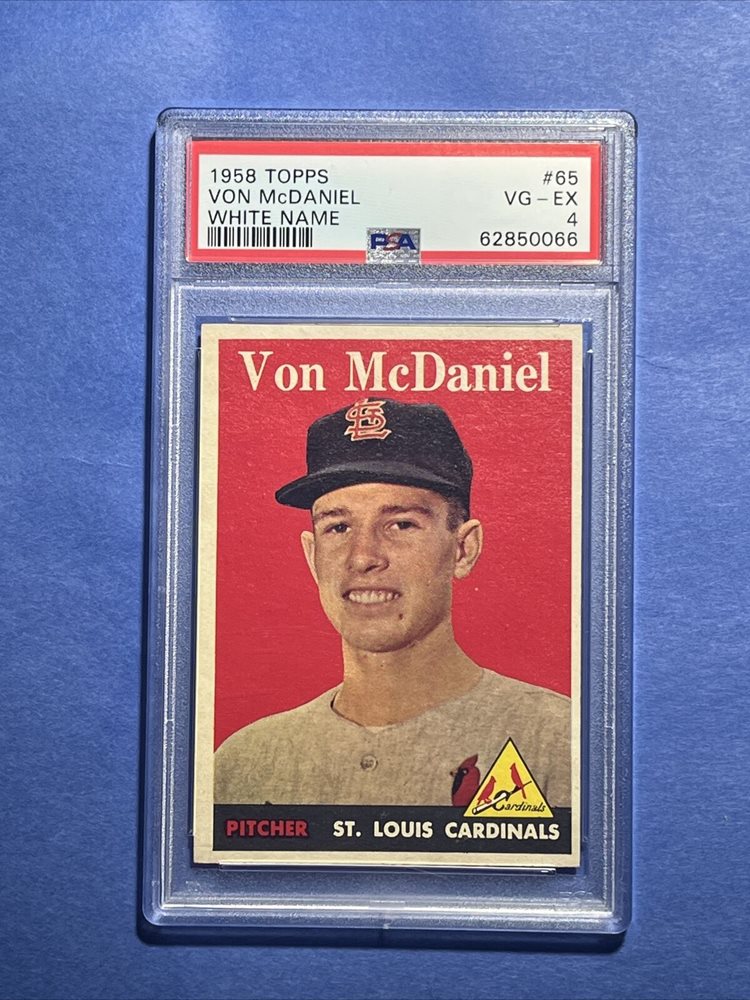 1958 TOPPS #65
VON McDANIEL VG – EX
WHITE NAME 4
PSA 62850066
Von McDaniel
STL
Cardinals
PITCHER ST. LOUIS CARDINALS